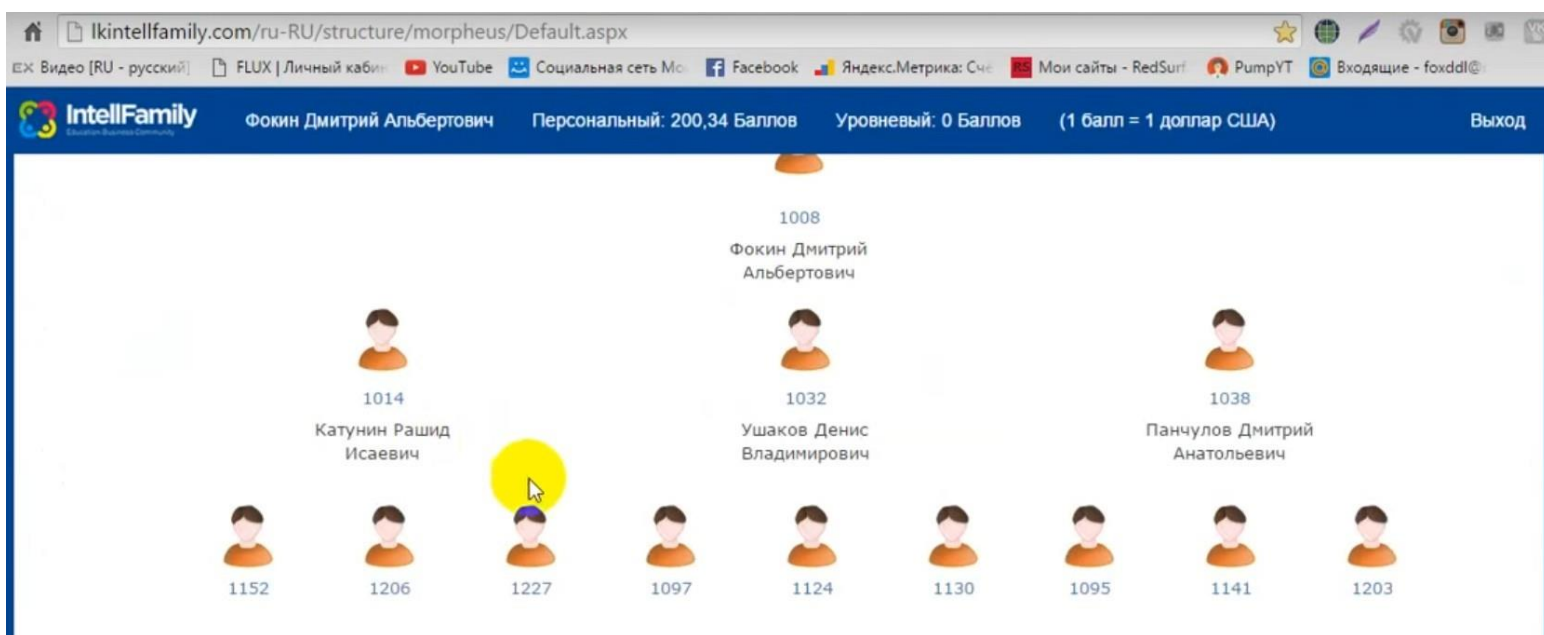 lkintellfamily.com/ru-RU/structure/morpheus/Default.aspx
Видео [RU - русский] FLUX | Личный кабин YouTube Социальная сеть Мо Facebook Яндекс.Метрика: Сч RS Мои сайты - RedSurf PumpYT Входящие - foxddl@
IntellFamily Фокин Дмитрий Альбертович Персональный: 200,34 Баллов Уровневый: 0 Баллов (1 балл = 1 доллар США) Выход
Education Business Community
1008
Фокин Дмитрий
Альбертович
1014 1032 1038
Катунин Рашид Ушаков Денис Панчулов Дмитрий
Исаевич Владимирович Анатольевич
1152 1206 1227 1097 1124 1130 1095 1141 1203